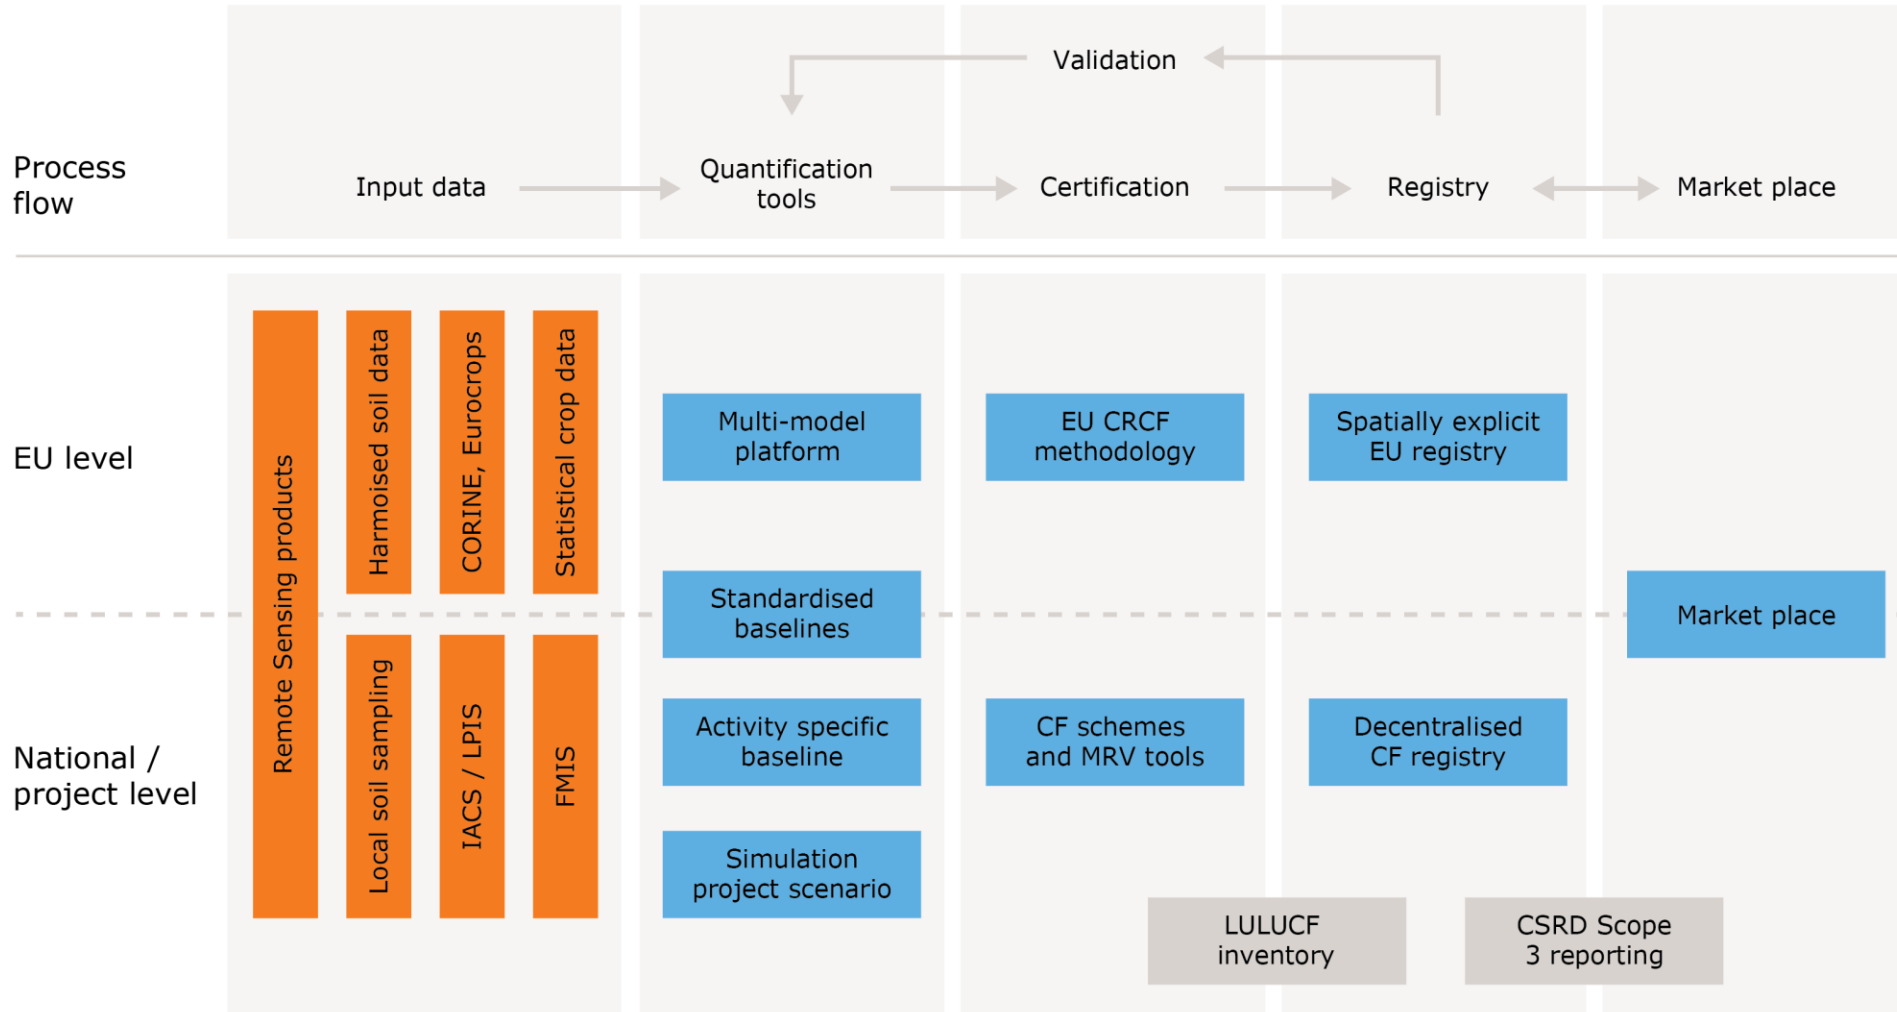 Validation
Process
flow
Input data
Quantification
tools
Certification
Registry
Market place
EU level
Remote Sensing products
Harmoised soil data
CORINE, Eurocrops
Statistical crop data
Multi-model
platform
EU CRCF
methodology
Spatially explicit
EU registry
Standardised
baselines
Market place
National /
project level
Local soil sampling
IACS / LPIS
FMIS
Activity specific
baseline
CF schemes
and MRV tools
Decentralised
CF registry
Simulation
project scenario
LULUCF
inventory
CSRD Scope
3 reporting